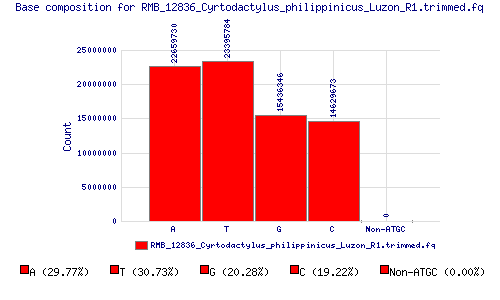 Base composition for RMB_12836_Cyrtodactylus_philippinicus_Luzon_R1.trimmed.fq
22659730
23395784
15436346
14629673
0
25000000
20000000
15000000
10000000
5000000
0
Count
A T G C Non-ATGC
RMB_12836_Cyrtodactylus_philippinicus_Luzon_R1.trimmed.fq
A (29.77%) T (30.73%) G (20.28%) C (19.22%) Non-ATGC (0.00%)